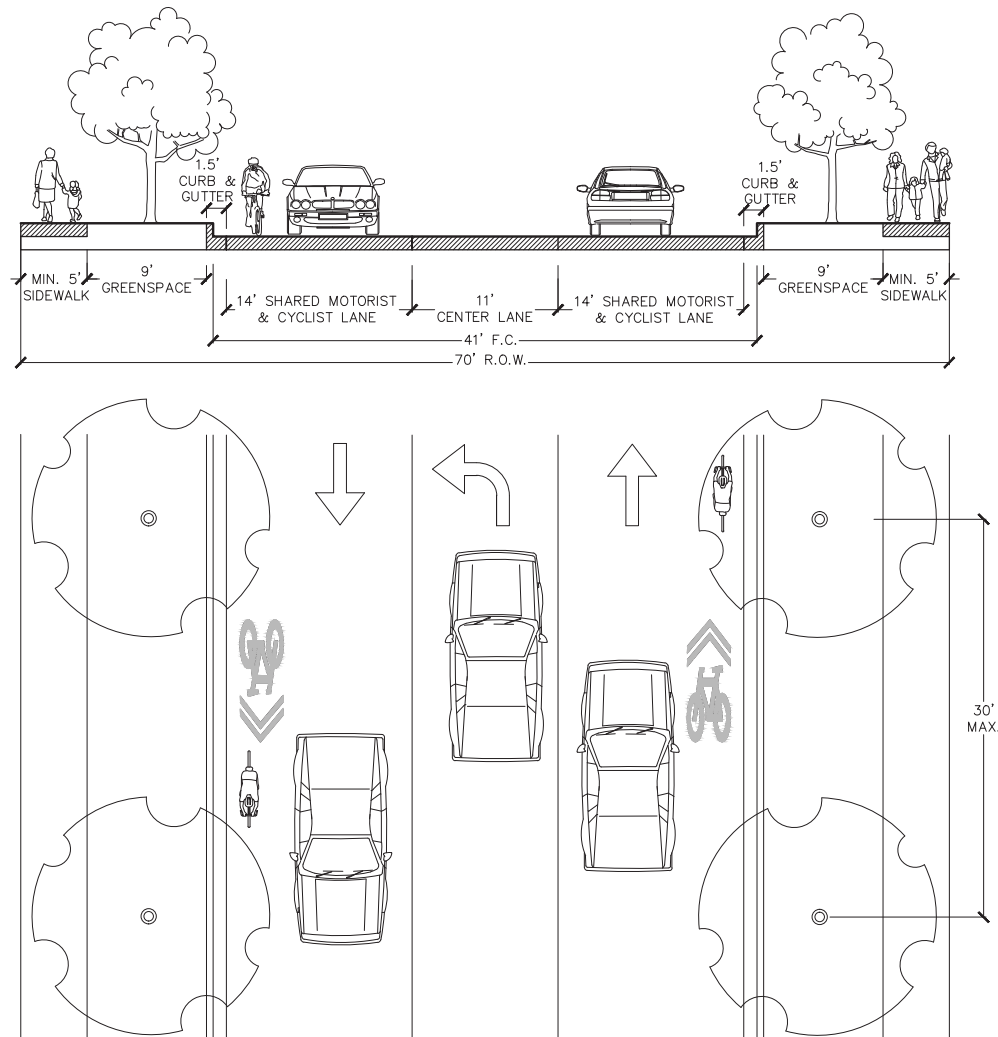 1.5'
CURB &
GUTTER
1.5'
CURB &
GUTTER
MIN. 5'
SIDEWALK
9'
GREENSPACE
14' SHARED MOTORIST
& CYCLIST LANE
11'
CENTER LANE
14' SHARED MOTORIST
& CYCLIST LANE
9'
GREENSPACE
MIN. 5'
SIDEWALK
41' F.C.
70' R.O.W.
30'
MAX.